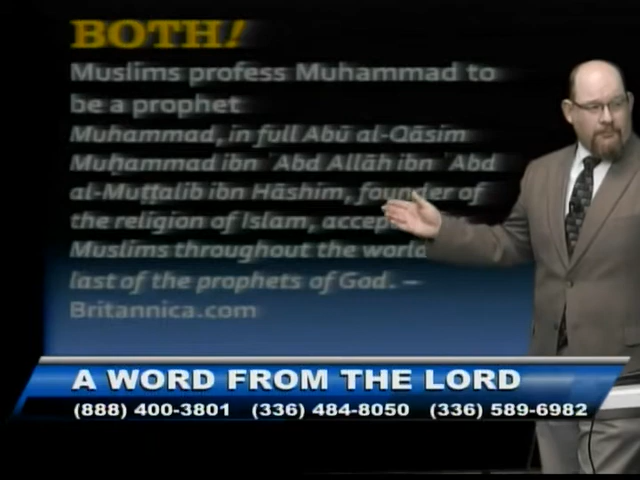 BOTH!
Muslims profess Muhammad to
be a prophet
Muhammad, in full Abū al-Qāsim
Muḥammad ibn ʿAbd Allāh ibn ʿAbd
al-Muṭṭalib ibn Hāshim, founder of
the religion of Islam, accep
Muslims throughout the world
last of the prophets of God. –
Britannica.com
A WORD FROM THE LORD
(888) 400-3801 (336) 484-8050 (336) 589-6982